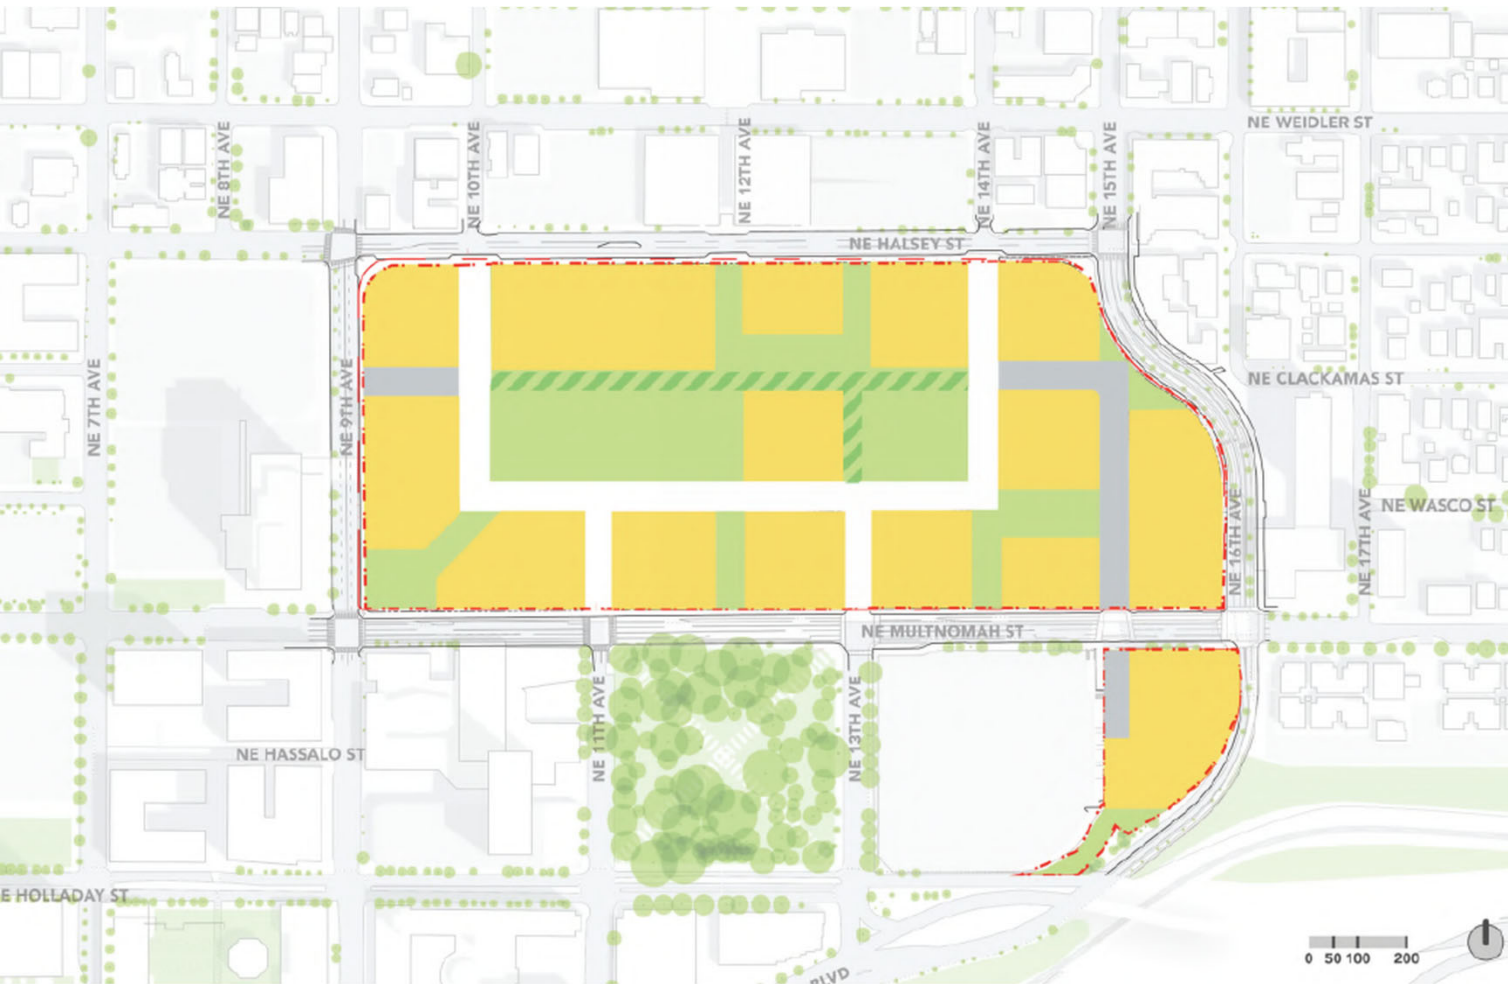 NE WEIDLER ST
NE 8TH AVE
NE 10TH AVE
NE 12TH AVE
NE 14TH AVE
NE 15TH AVE
NE HALSEY ST
NE 7TH AVE
NE 9TH AVE
NE CLACKAMAS ST
NE WASCO ST
NE 16TH AVE
NE 17TH AVE
NE MULTNOMAH ST
NE 11TH AVE
NE 13TH AVE
NE HASSALO ST
E HOLLADAY ST
BLVD
0 50 100 200